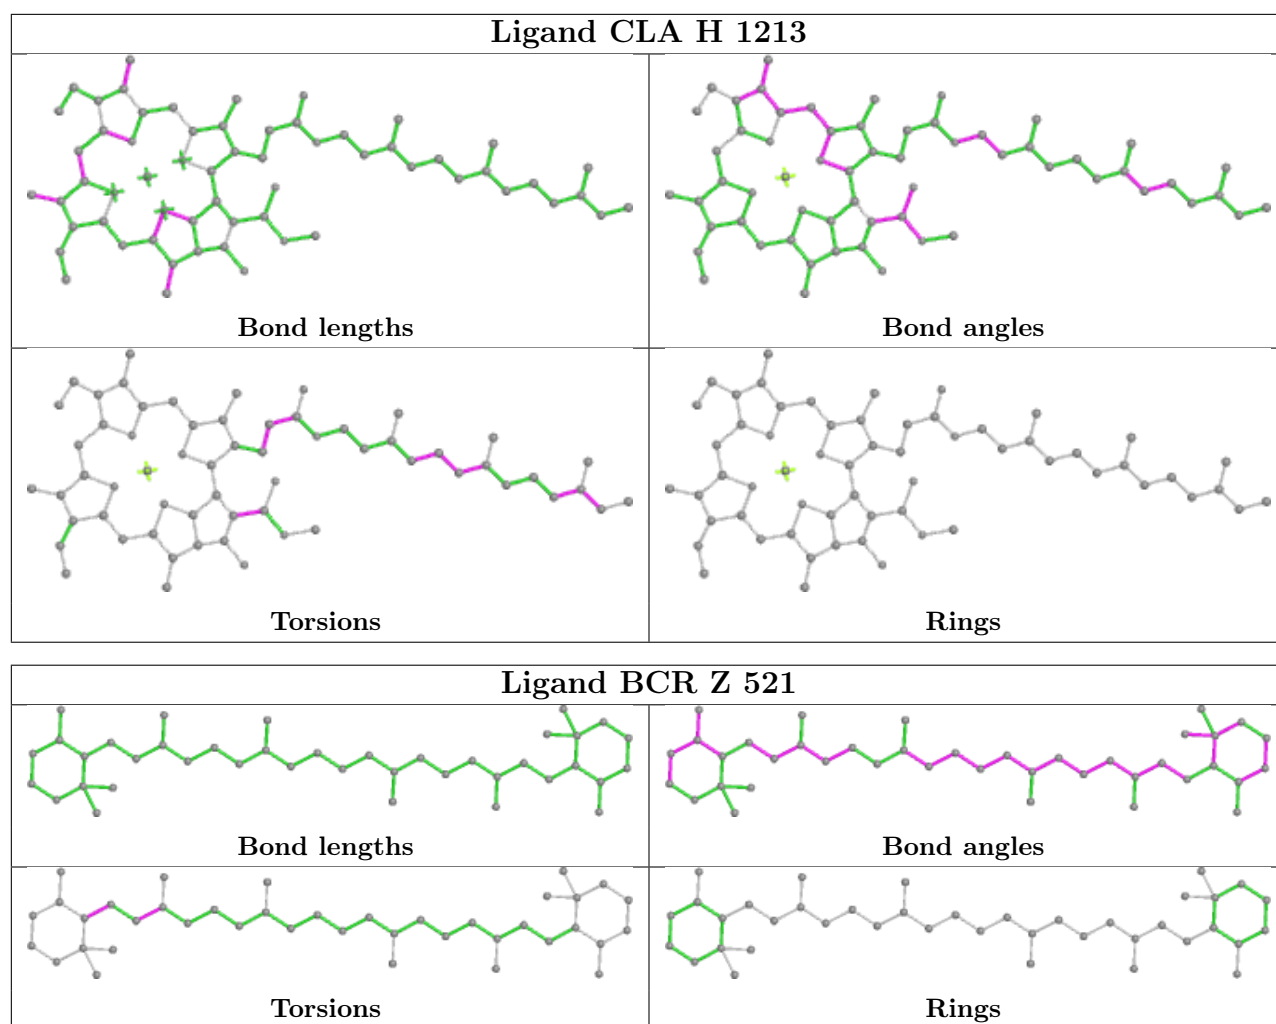 Ligand CLA H 1213
Bond lengths
Bond angles
Torsions
Rings
Ligand BCR Z 521
Bond lengths
Bond angles
Torsions
Rings